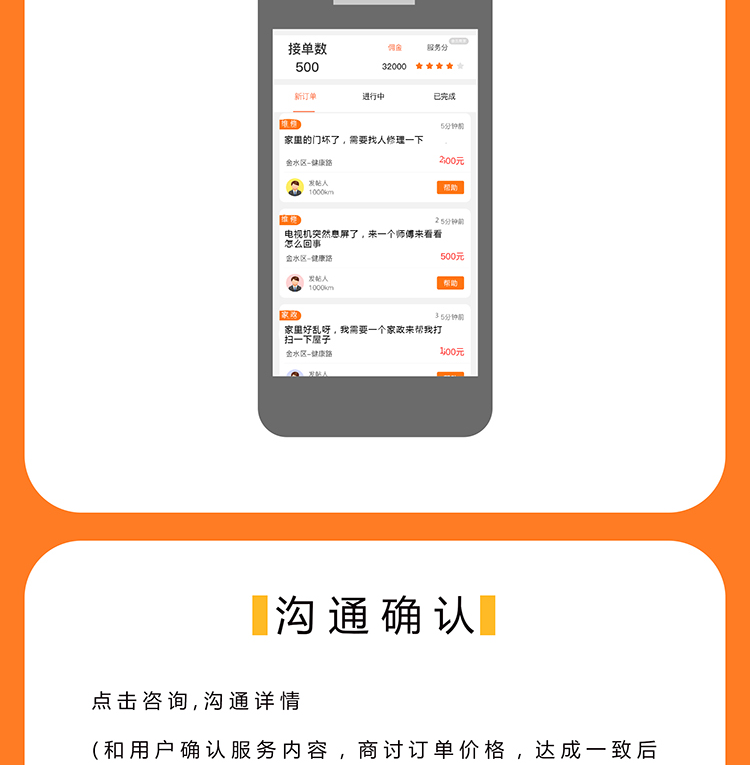 接单数 佣金 服务分
500 32000
新订单 进行中 已完成
维修 5分钟前
家里的门坏了，需要找人修理一下
金水区-健康路 200元
发帖人
1000km 帮助
维修 25分钟前
电视机突然息屏了，来一个师傅来看看
怎么回事
金水区-健康路 500元
发帖人
1000km 帮助
家政 35分钟前
家里好乱呀，我需要一个家政来帮我打
扫一下屋子
金水区-健康路 100元
发帖人
沟通确认
点击咨询,沟通详情
(和用户确认服务内容，商讨订单价格，达成一致后